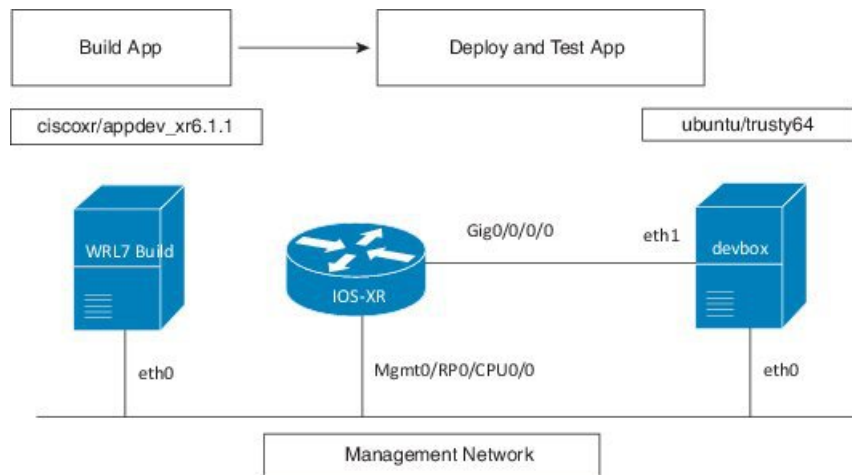 Build App
Deploy and Test App
ciscoxr/appdev_xr6.1.1
ubuntu/trusty64
WRL7 Build
IOS-XR
Gig0/0/0/0
eth1
devbox
eth0
Mgmt0/RP0/CPU0/0
eth0
Management Network